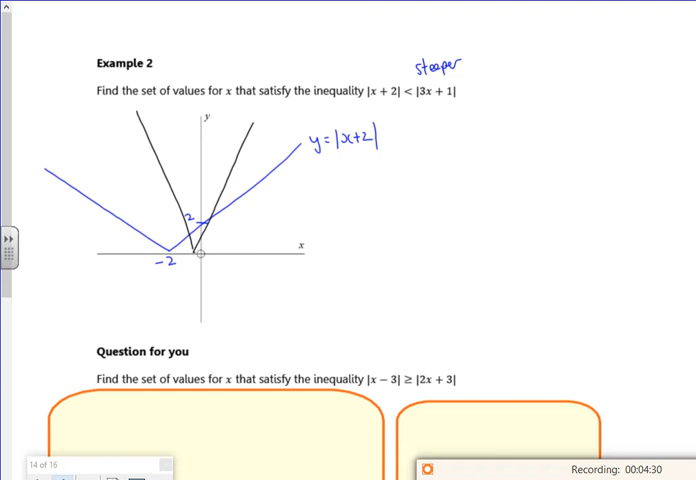 Example 2
steeper
Find the set of values for x that satisfy the inequality |x + 2| < |3x + 1|
y
y = |x+2|
2
x
-2
Question for you
Find the set of values for x that satisfy the inequality |x − 3| ≥ |2x + 3|
14 of 16
Recording: 00:04:30